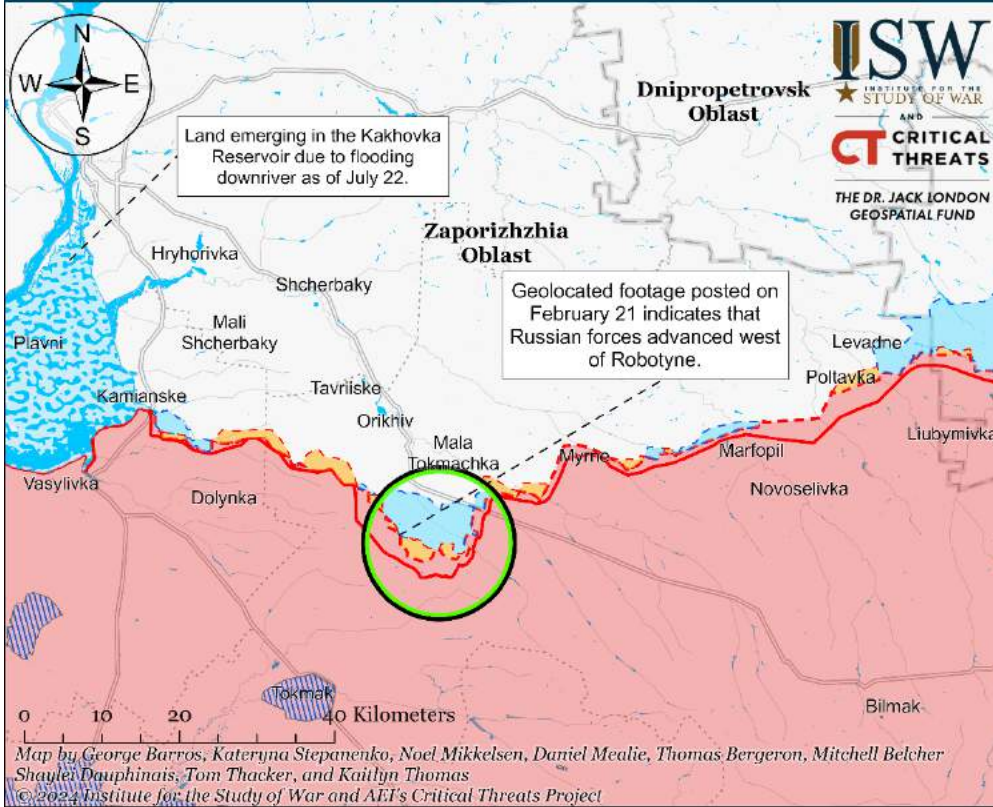 N
W E
S
ISW
INSTITUTE FOR THE
STUDY OF WAR
AND
CT CRITICAL
THREATS
THE DR. JACK LONDON
GEOSPATIAL FUND
Dnipropetrovsk
Oblast
Land emerging in the Kakhovka
Reservoir due to flooding
downriver as of July 22.
Zaporizhzhia
Oblast
Hryhorivka
Shcherbaky
Geolocated footage posted on
February 21 indicates that
Russian forces advanced west
of Robotyne.
Mali
Shcherbaky
Plavni
Levadne
Poltavka
Kamianske
Tavriiske
Orikhiv
Mala
Tokmachka
Myrne
Marfopil
Liubymivka
Vasylivka
Dolynka
Novoselivka
Tokmak
Bilmak
0 10 20 40 Kilometers
Map by George Barros, Kateryna Stepanenko, Noel Mikkelsen, Daniel Mealie, Thomas Bergeron, Mitchell Belcher
Shaylei Dauphinais, Tom Thacker, and Kaitlyn Thomas
© 2024 Institute for the Study of War and AEI's Critical Threats Project